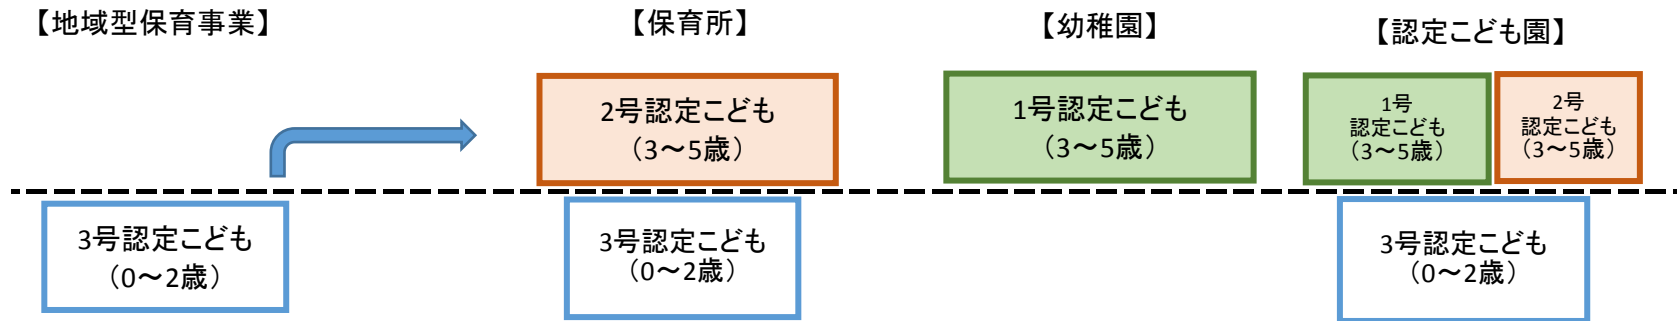 【地域型保育事業】
【保育所】
【幼稚園】
【認定こども園】
2号認定こども
（3～5歳）
1号認定こども
（3～5歳）
1号
認定こども
（3～5歳）
2号
認定こども
（3～5歳）
3号認定こども
（0～2歳）
3号認定こども
（0～2歳）
3号認定こども
（0～2歳）